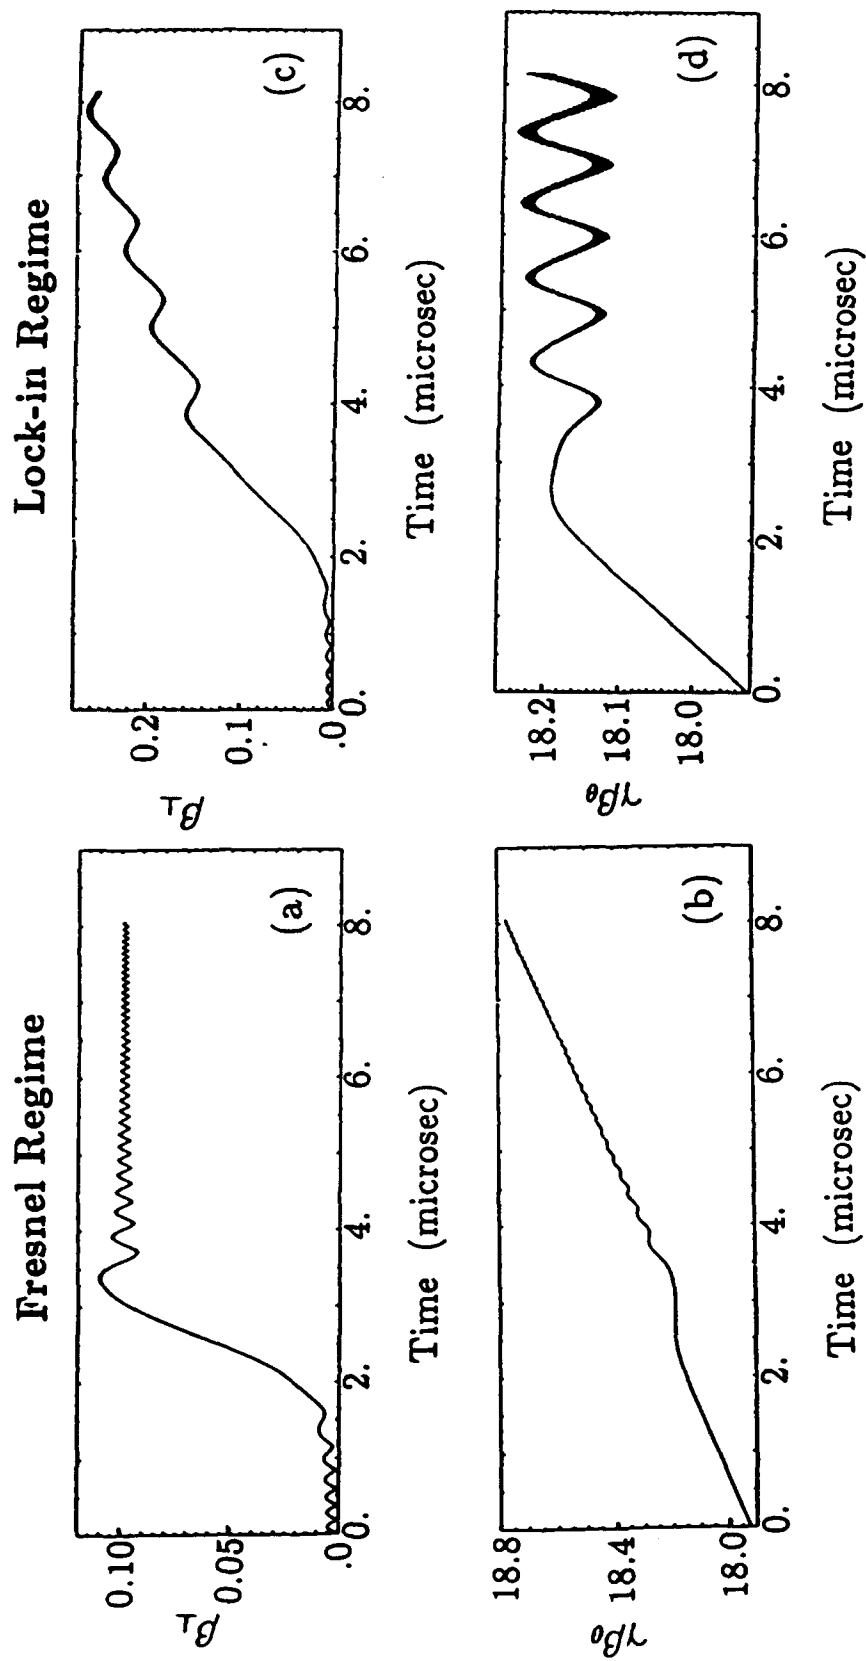 Fresnel Regime
β⊥
0.10
0.05
.0
0. 2. 4. 6. 8.
(a)
Time (microsec)
γβθ
18.8
18.4
18.0
0. 2. 4. 6. 8.
(b)
Time (microsec)
Lock-in Regime
β⊥
0.2
0.1
.0
0. 2. 4. 6. 8.
(c)
Time (microsec)
γβθ
18.2
18.1
18.0
0. 2. 4. 6. 8.
(d)
Time (microsec)